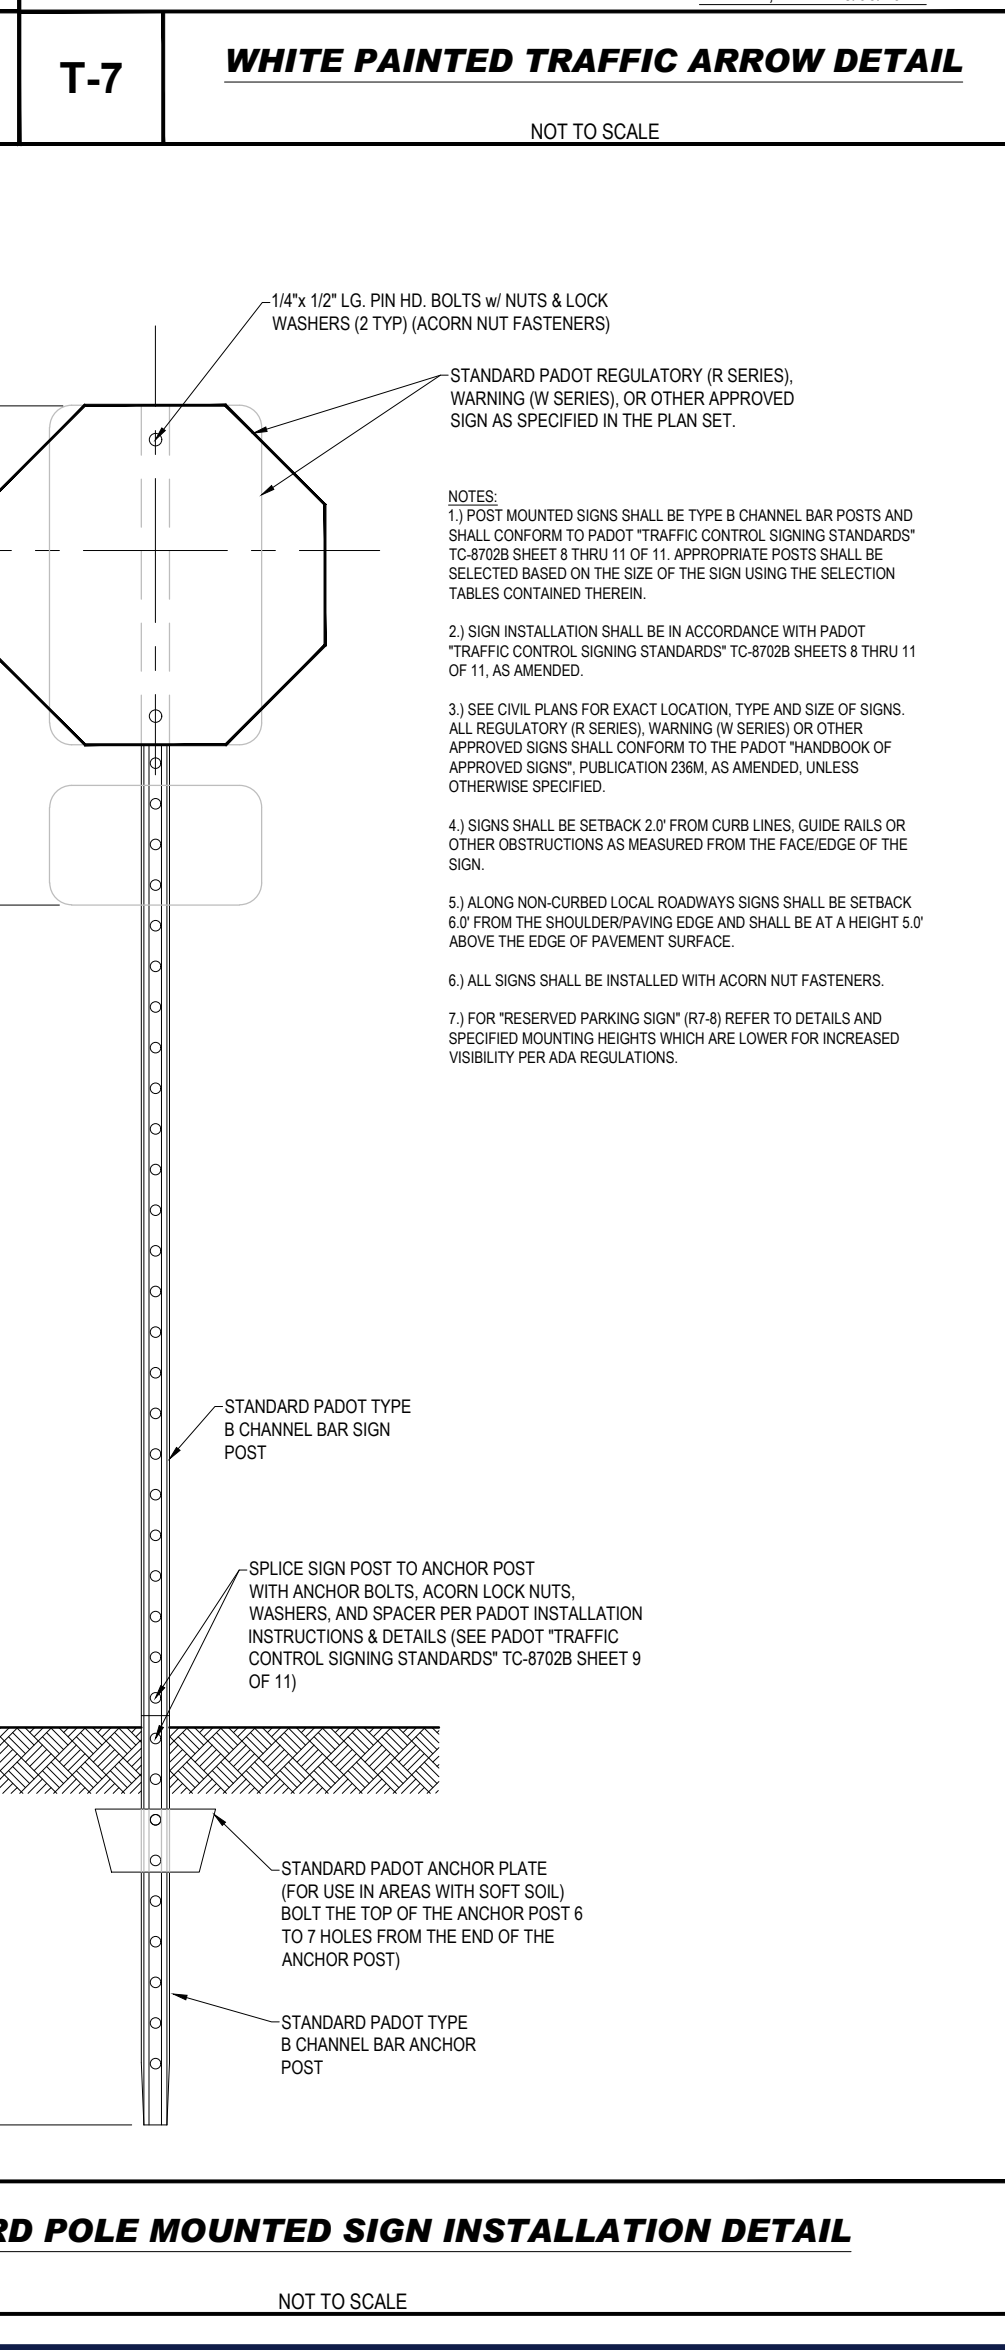 T-7
WHITE PAINTED TRAFFIC ARROW DETAIL
NOT TO SCALE
1/4"x 1/2" LG. PIN HD. BOLTS w/ NUTS & LOCK
WASHERS (2 TYP) (ACORN NUT FASTENERS)
STANDARD PADOT REGULATORY (R SERIES),
WARNING (W SERIES), OR OTHER APPROVED
SIGN AS SPECIFIED IN THE PLAN SET.
NOTES:
1.) POST MOUNTED SIGNS SHALL BE TYPE B CHANNEL BAR POSTS AND
SHALL CONFORM TO PADOT "TRAFFIC CONTROL SIGNING STANDARDS"
TC-8702B SHEET 8 THRU 11 OF 11. APPROPRIATE POSTS SHALL BE
SELECTED BASED ON THE SIZE OF THE SIGN USING THE SELECTION
TABLES CONTAINED THEREIN.
2.) SIGN INSTALLATION SHALL BE IN ACCORDANCE WITH PADOT
"TRAFFIC CONTROL SIGNING STANDARDS" TC-8702B SHEETS 8 THRU 11
OF 11, AS AMENDED.
3.) SEE CIVIL PLANS FOR EXACT LOCATION, TYPE AND SIZE OF SIGNS.
ALL REGULATORY (R SERIES), WARNING (W SERIES) OR OTHER
APPROVED SIGNS SHALL CONFORM TO THE PADOT "HANDBOOK OF
APPROVED SIGNS", PUBLICATION 236M, AS AMENDED, UNLESS
OTHERWISE SPECIFIED.
4.) SIGNS SHALL BE SETBACK 2.0' FROM CURB LINES, GUIDE RAILS OR
OTHER OBSTRUCTIONS AS MEASURED FROM THE FACE/EDGE OF THE
SIGN.
5.) ALONG NON-CURBED LOCAL ROADWAYS SIGNS SHALL BE SETBACK
6.0' FROM THE SHOULDER/PAVING EDGE AND SHALL BE AT A HEIGHT 5.0'
ABOVE THE EDGE OF PAVEMENT SURFACE.
6.) ALL SIGNS SHALL BE INSTALLED WITH ACORN NUT FASTENERS.
7.) FOR "RESERVED PARKING SIGN" (R7-8) REFER TO DETAILS AND
SPECIFIED MOUNTING HEIGHTS WHICH ARE LOWER FOR INCREASED
VISIBILITY PER ADA REGULATIONS.
STANDARD PADOT TYPE
B CHANNEL BAR SIGN
POST
SPLICE SIGN POST TO ANCHOR POST
WITH ANCHOR BOLTS, ACORN LOCK NUTS,
WASHERS, AND SPACER PER PADOT INSTALLATION
INSTRUCTIONS & DETAILS (SEE PADOT "TRAFFIC
CONTROL SIGNING STANDARDS" TC-8702B SHEET 9
OF 11)
STANDARD PADOT ANCHOR PLATE
(FOR USE IN AREAS WITH SOFT SOIL)
BOLT THE TOP OF THE ANCHOR POST 6
TO 7 HOLES FROM THE END OF THE
ANCHOR POST)
STANDARD PADOT TYPE
B CHANNEL BAR ANCHOR
POST
RD POLE MOUNTED SIGN INSTALLATION DETAIL
NOT TO SCALE